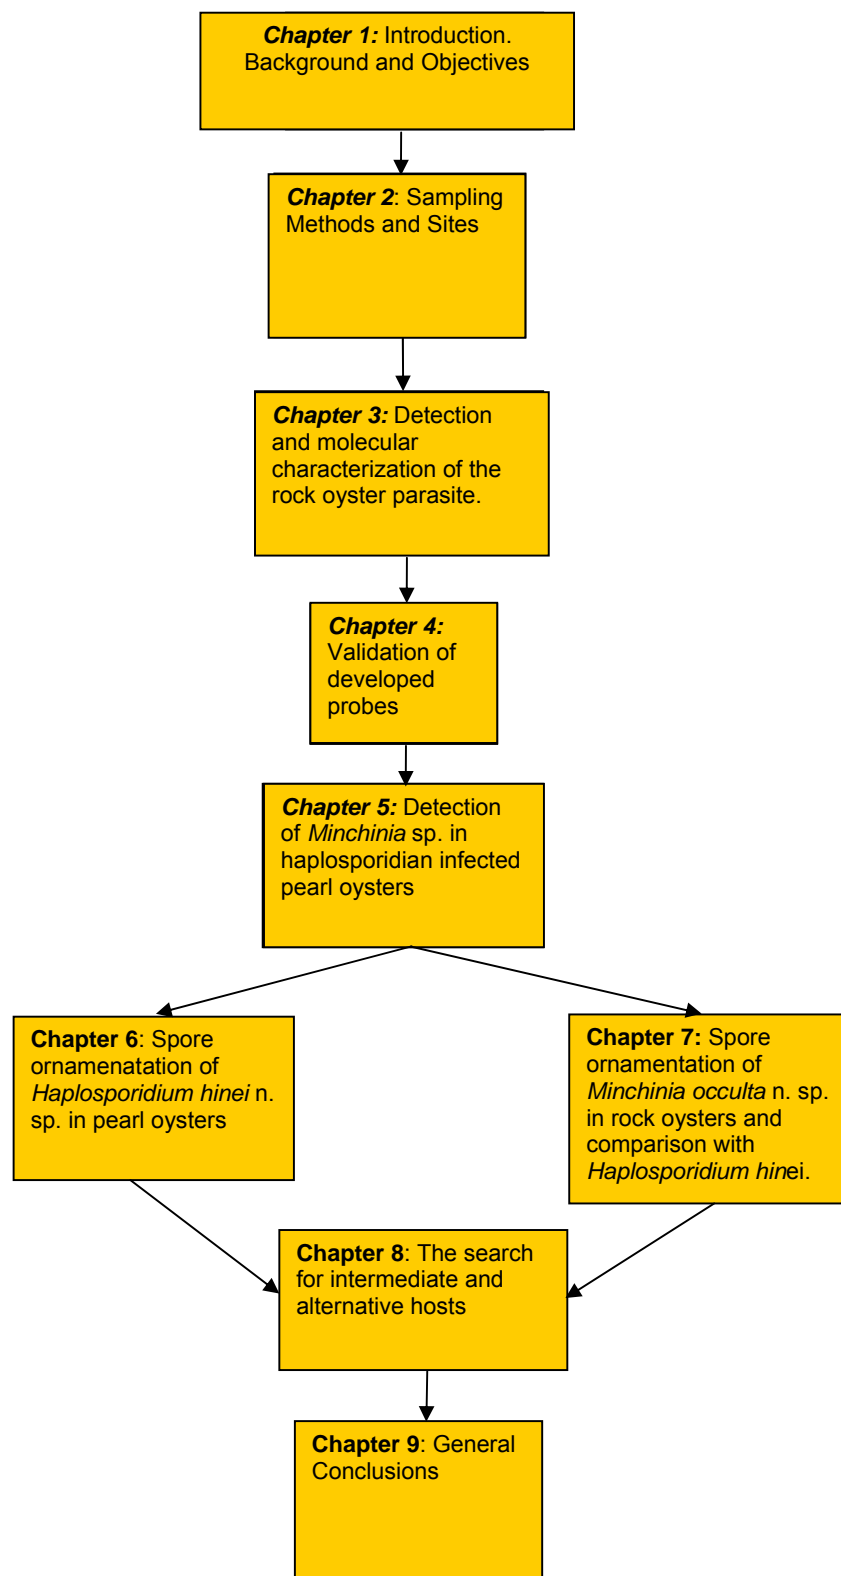 Chapter 1: Introduction.
Background and Objectives
Chapter 2: Sampling
Methods and Sites
Chapter 3: Detection
and molecular
characterization of the
rock oyster parasite.
Chapter 4:
Validation of
developed
probes
Chapter 5: Detection
of Minchinia sp. in
haplosporidian infected
pearl oysters
Chapter 6: Spore
ornamenatation of
Haplosporidium hinei n.
sp. in pearl oysters
Chapter 7: Spore
ornamentation of
Minchinia occulta n. sp.
in rock oysters and
comparison with
Haplosporidium hinei.
Chapter 8: The search
for intermediate and
alternative hosts
Chapter 9: General
Conclusions